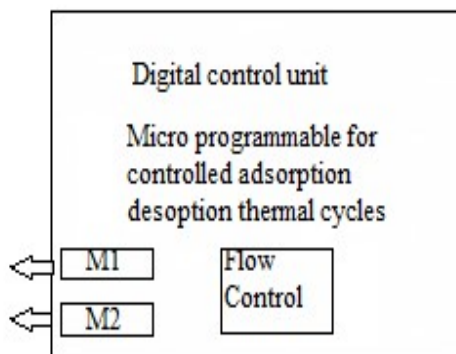 Digital control unit
Micro programmable for
controlled adsorption
desoption thermal cycles
M1
M2
Flow
Control